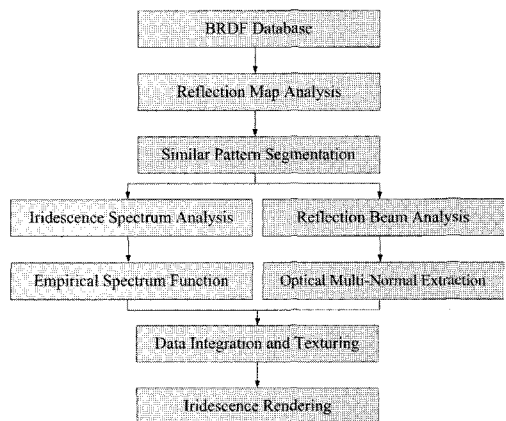 BRDF Database
Reflection Map Analysis
Similar Pattern Segmentation
Iridescence Spectrum Analysis
Reflection Beam Analysis
Empirical Spectrum Function
Optical Multi-Normal Extraction
Data Integration and Texturing
Iridescence Rendering